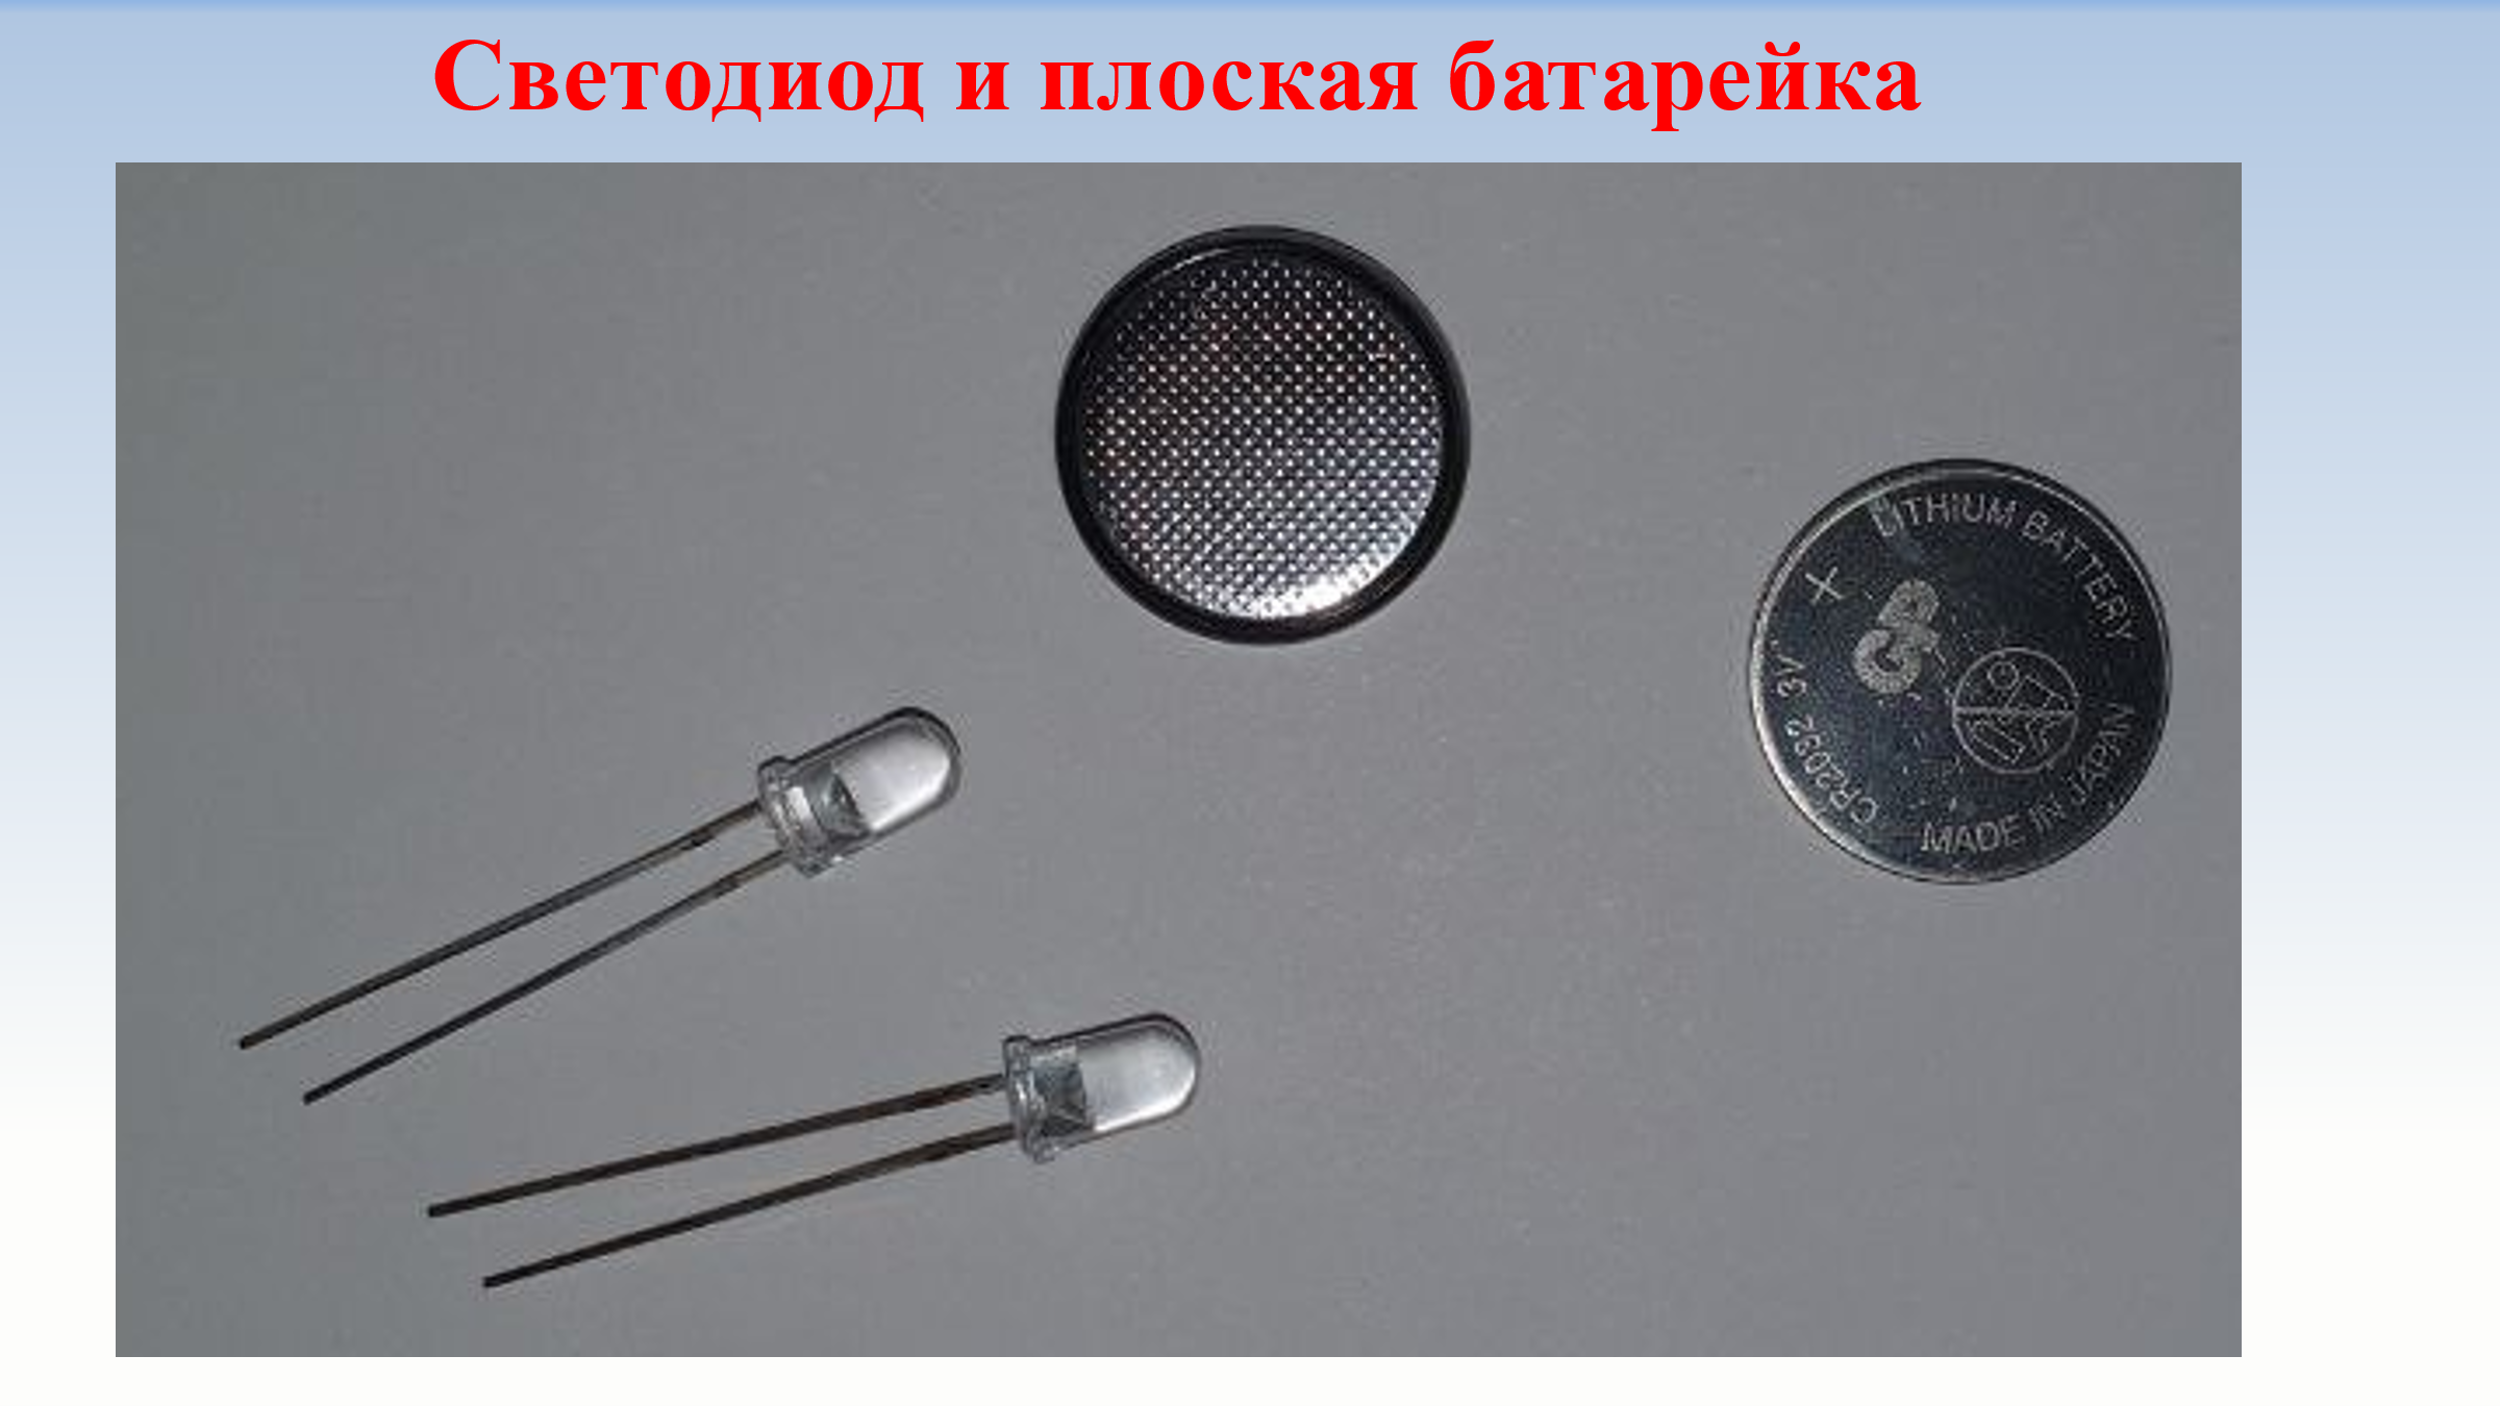 Светодиод и плоская батарейка
LITHIUM BATTERY
+
GP
3V
CR2032
MADE IN JAPAN